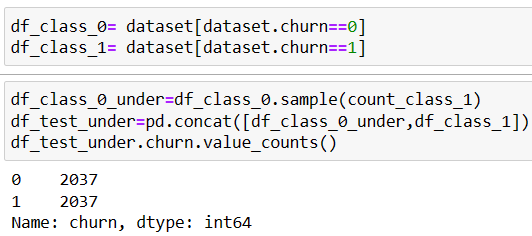 df_class_0= dataset[dataset.churn==0]
df_class_1= dataset[dataset.churn==1]
df_class_0_under=df_class_0.sample(count_class_1)
df_test_under=pd.concat([df_class_0_under,df_class_1])
df_test_under.churn.value_counts()
0    2037
1    2037
Name: churn, dtype: int64